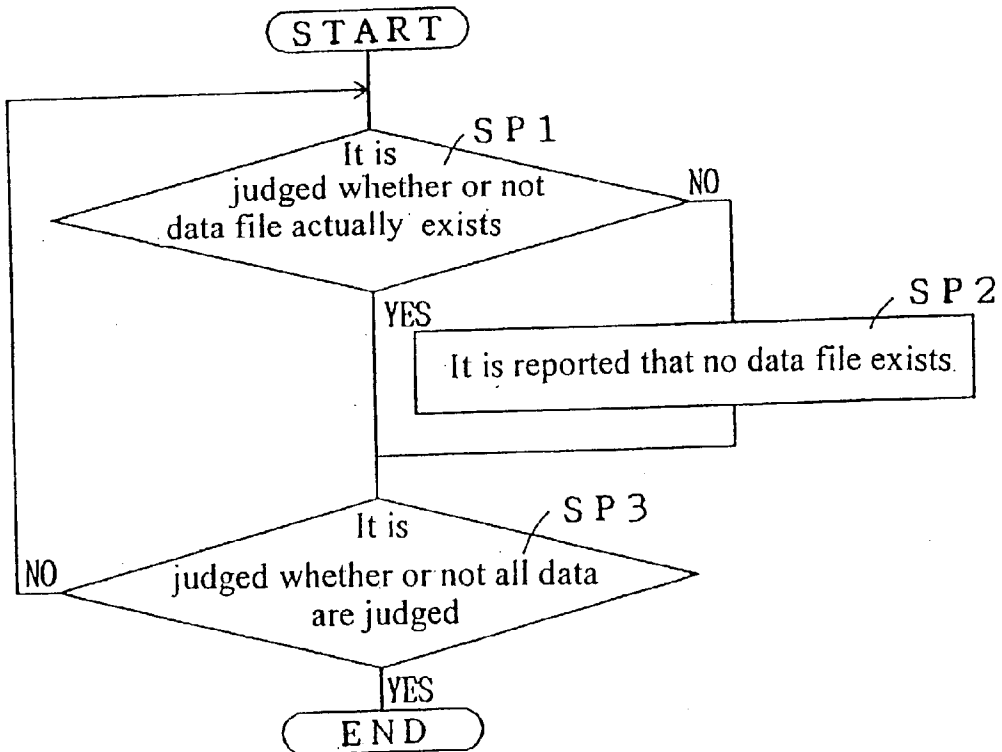 START
SP1
It is
judged whether or not
data file actually exists
NO
YES
SP2
It is reported that no data file exists.
SP3
It is
judged whether or not all data
are judged
NO
YES
END